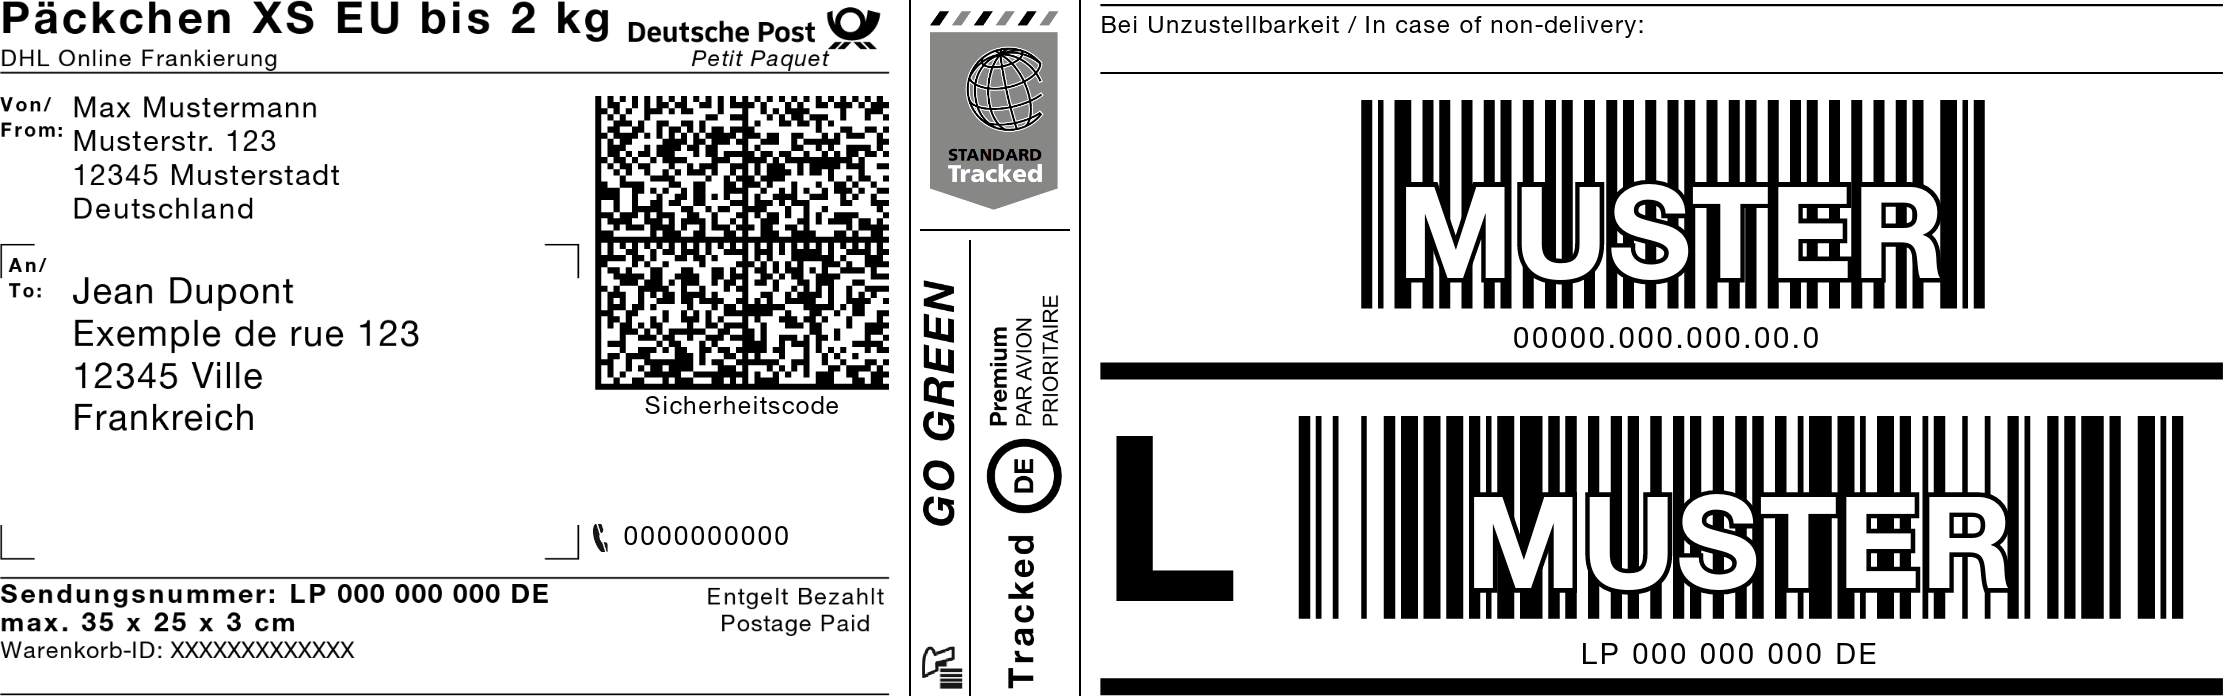 Päckchen XS EU bis 2 kg
Deutsche Post
DHL Online Frankierung
Petit Paquet
Von/
From:
Max Mustermann
Musterstr. 123
12345 Musterstadt
Deutschland
An/
To:
Jean Dupont
Exemple de rue 123
12345 Ville
Frankreich
Sicherheitscode
0000000000
Sendungsnummer: LP 000 000 000 DE
max. 35 x 25 x 3 cm
Warenkorb-ID: XXXXXXXXXXXXX
Entgelt Bezahlt
Postage Paid
STANDARD
Tracked
GO GREEN
Tracked
DE
Premium
PAR AVION
PRIORITAIRE
Bei Unzustellbarkeit / In case of non-delivery:
MUSTER
00000.000.000.00.0
L
MUSTER
LP 000 000 000 DE